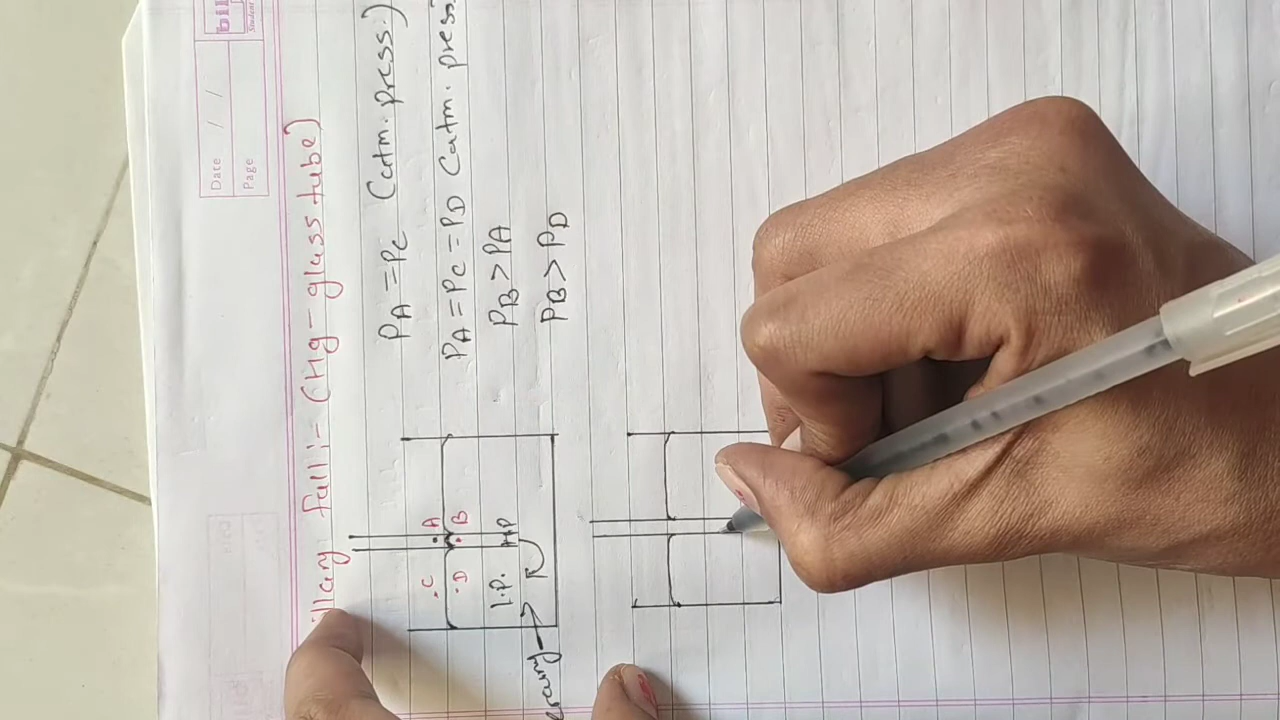 Date / /
Page
fall :- (Hg - glass tube)
PA = PC (atm. press.)
PA = PC = PD (atm. press
PB > PA
PB > PD
.C
.A
.D
B
I.P.
H.P